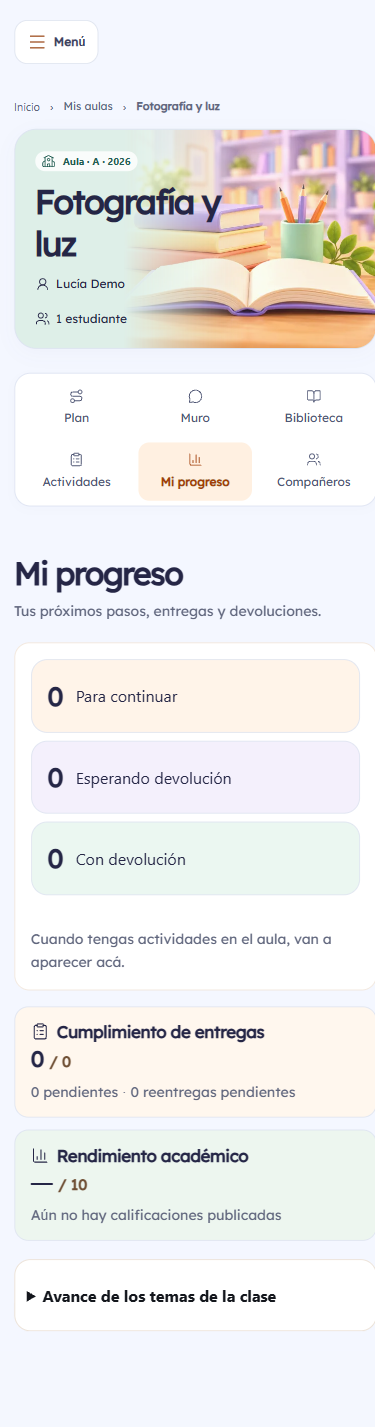 Menú
Inicio › Mis aulas › Fotografía y luz
Aula · A · 2026
Fotografía y
luz
Lucía Demo
1 estudiante
Plan
Muro
Biblioteca
Actividades
Mi progreso
Compañeros
Mi progreso
Tus próximos pasos, entregas y devoluciones.
0 Para continuar
0 Esperando devolución
0 Con devolución
Cuando tengas actividades en el aula, van a
aparecer acá.
Cumplimiento de entregas
0 / 0
0 pendientes · 0 reentregas pendientes
Rendimiento académico
— / 10
Aún no hay calificaciones publicadas
▶ Avance de los temas de la clase